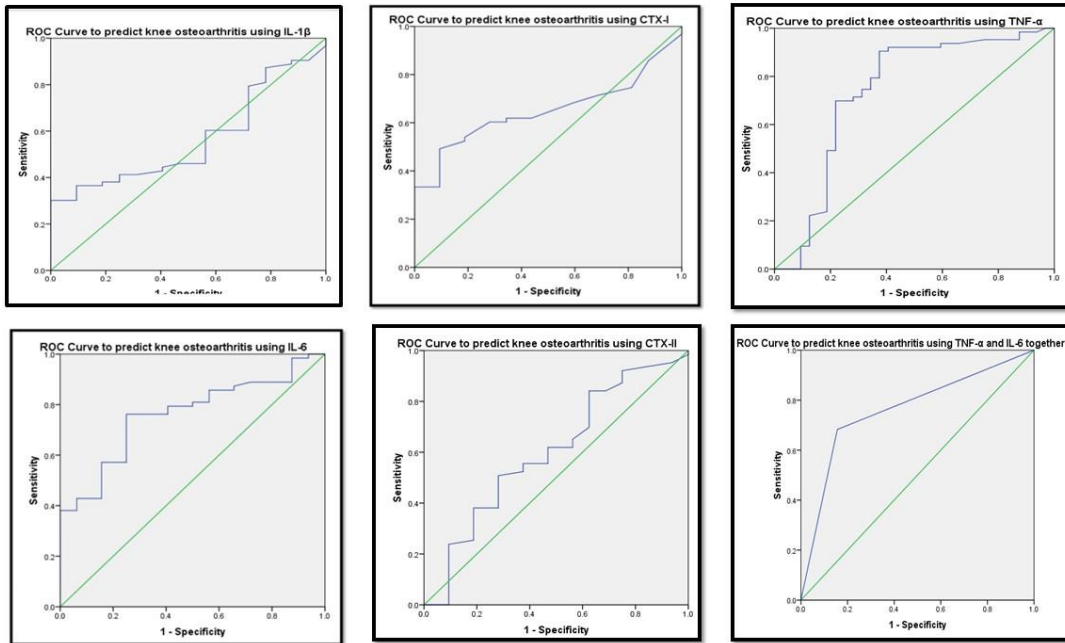 ROC Curve to predict knee osteoarthritis using IL-1β
1.0
0.8
0.6
0.4
0.2
0.0
Sensitivity
0.0 0.2 0.4 0.6 0.8 1.0
1 - Specificity
ROC Curve to predict knee osteoarthritis using CTX-I
1.0
0.8
0.6
0.4
0.2
0.0
Sensitivity
0.0 0.2 0.4 0.6 0.8 1.0
1 - Specificity
ROC Curve to predict knee osteoarthritis using TNF-α
1.0
0.8
0.6
0.4
0.2
0.0
Sensitivity
0.0 0.2 0.4 0.6 0.8 1.0
1 - Specificity
ROC Curve to predict knee osteoarthritis using IL-6
1.0
0.8
0.6
0.4
0.2
0.0
Sensitivity
0.0 0.2 0.4 0.6 0.8 1.0
1 - Specificity
ROC Curve to predict knee osteoarthritis using CTX-II
1.0
0.8
0.6
0.4
0.2
0.0
Sensitivity
0.0 0.2 0.4 0.6 0.8 1.0
1 - Specificity
ROC Curve to predict knee osteoarthritis using TNF-α and IL-6 together
1.0
0.8
0.6
0.4
0.2
0.0
Sensitivity
0.0 0.2 0.4 0.6 0.8 1.0
1 - Specificity